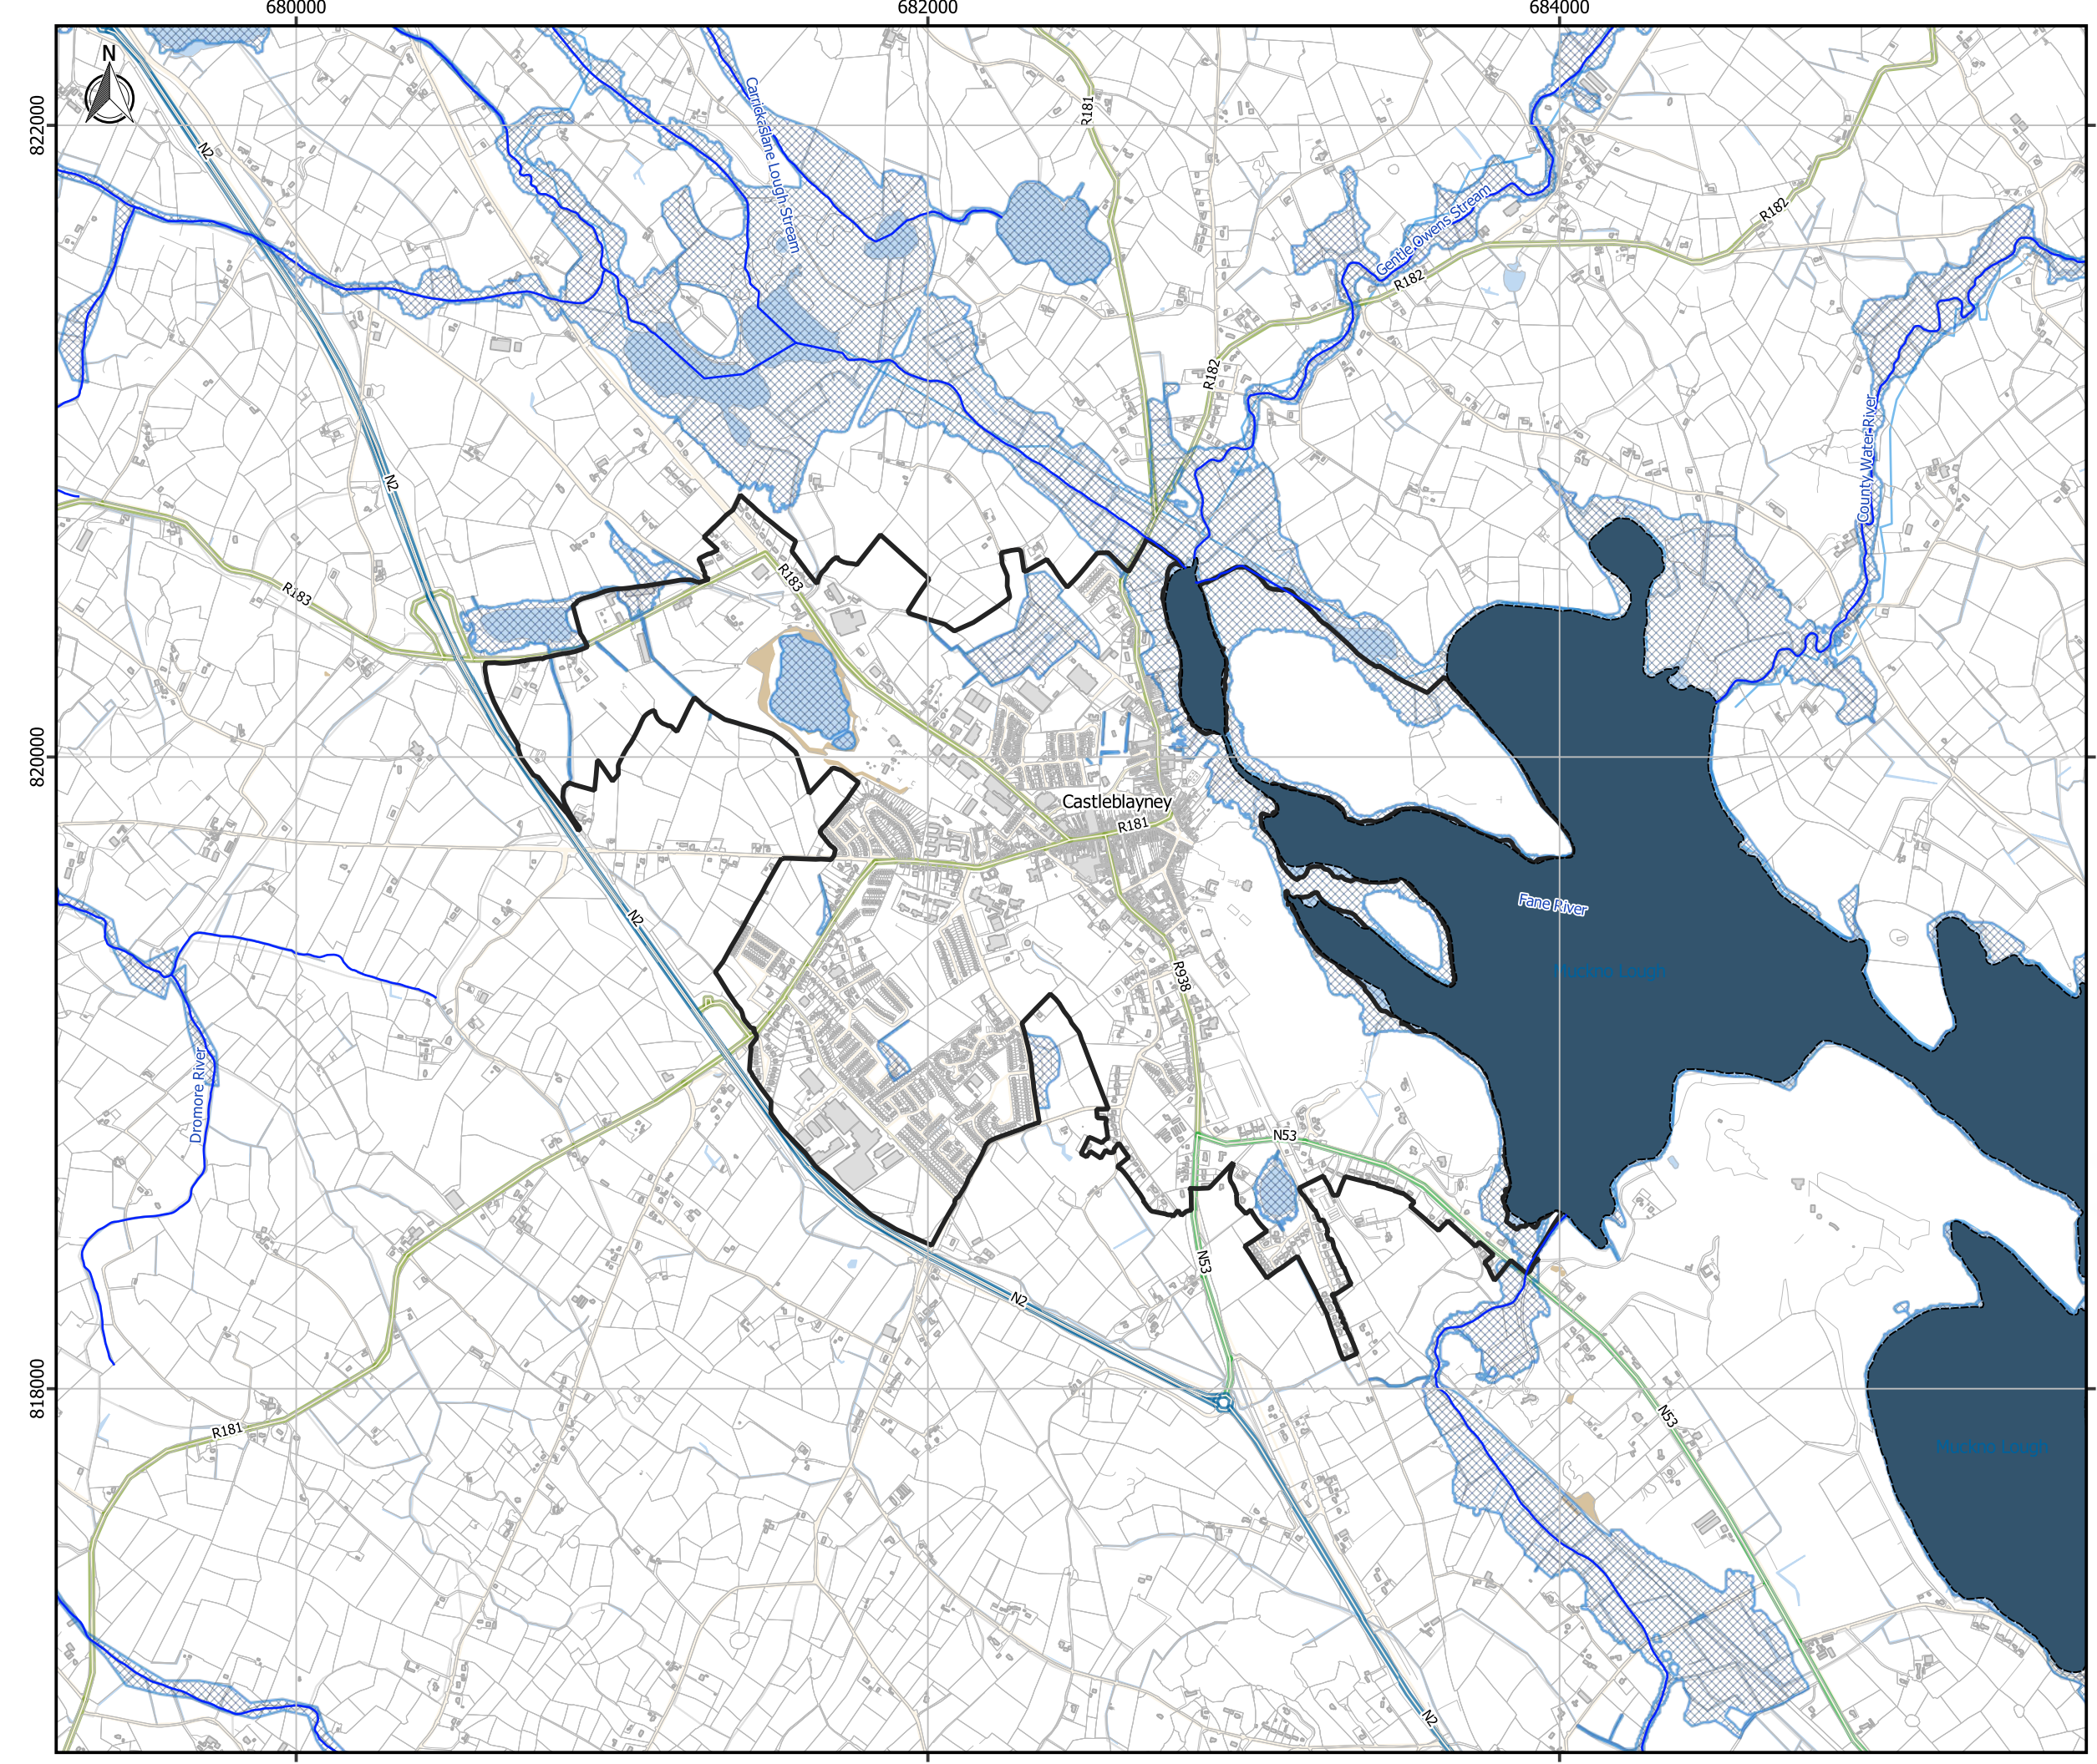 680000
682000
684000
N
822000
820000
818000
N2
Carrickaslane Lough Stream
R181
R182
Gentle Owens Stream
R182
R182
N2
County Water River
R183
R183
Castleblayney
R181
Fane River
Muckno Lough
N2
R938
Dromore River
N53
N53
N2
R181
N53
Muckno Lough
N2